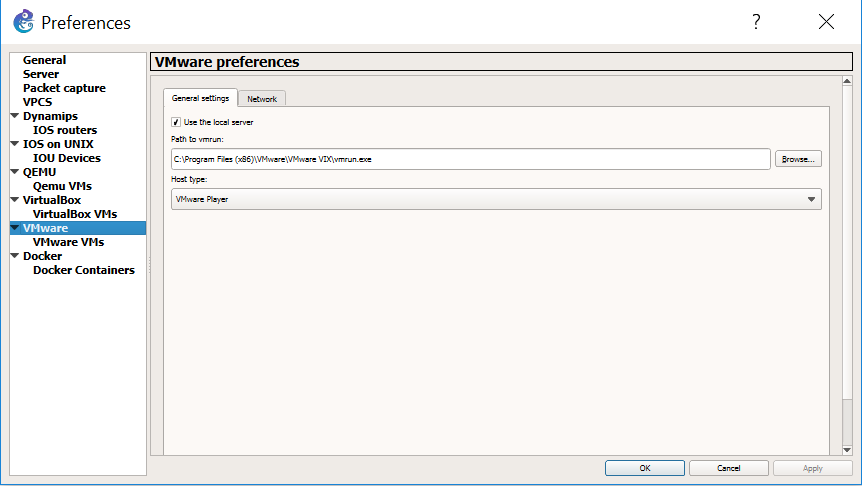 Preferences
?
General
Server
Packet capture
VPCS
Dynamips
IOS routers
IOS on UNIX
IOU Devices
QEMU
Qemu VMs
VirtualBox
VirtualBox VMs
VMware
VMware VMs
Docker
Docker Containers
VMware preferences
General settings
Network
Use the local server
Path to vmrun:
C:\Program Files (x86)\VMware\VMware VIX\vmrun.exe
Browse...
Host type:
VMware Player
OK
Cancel
Apply